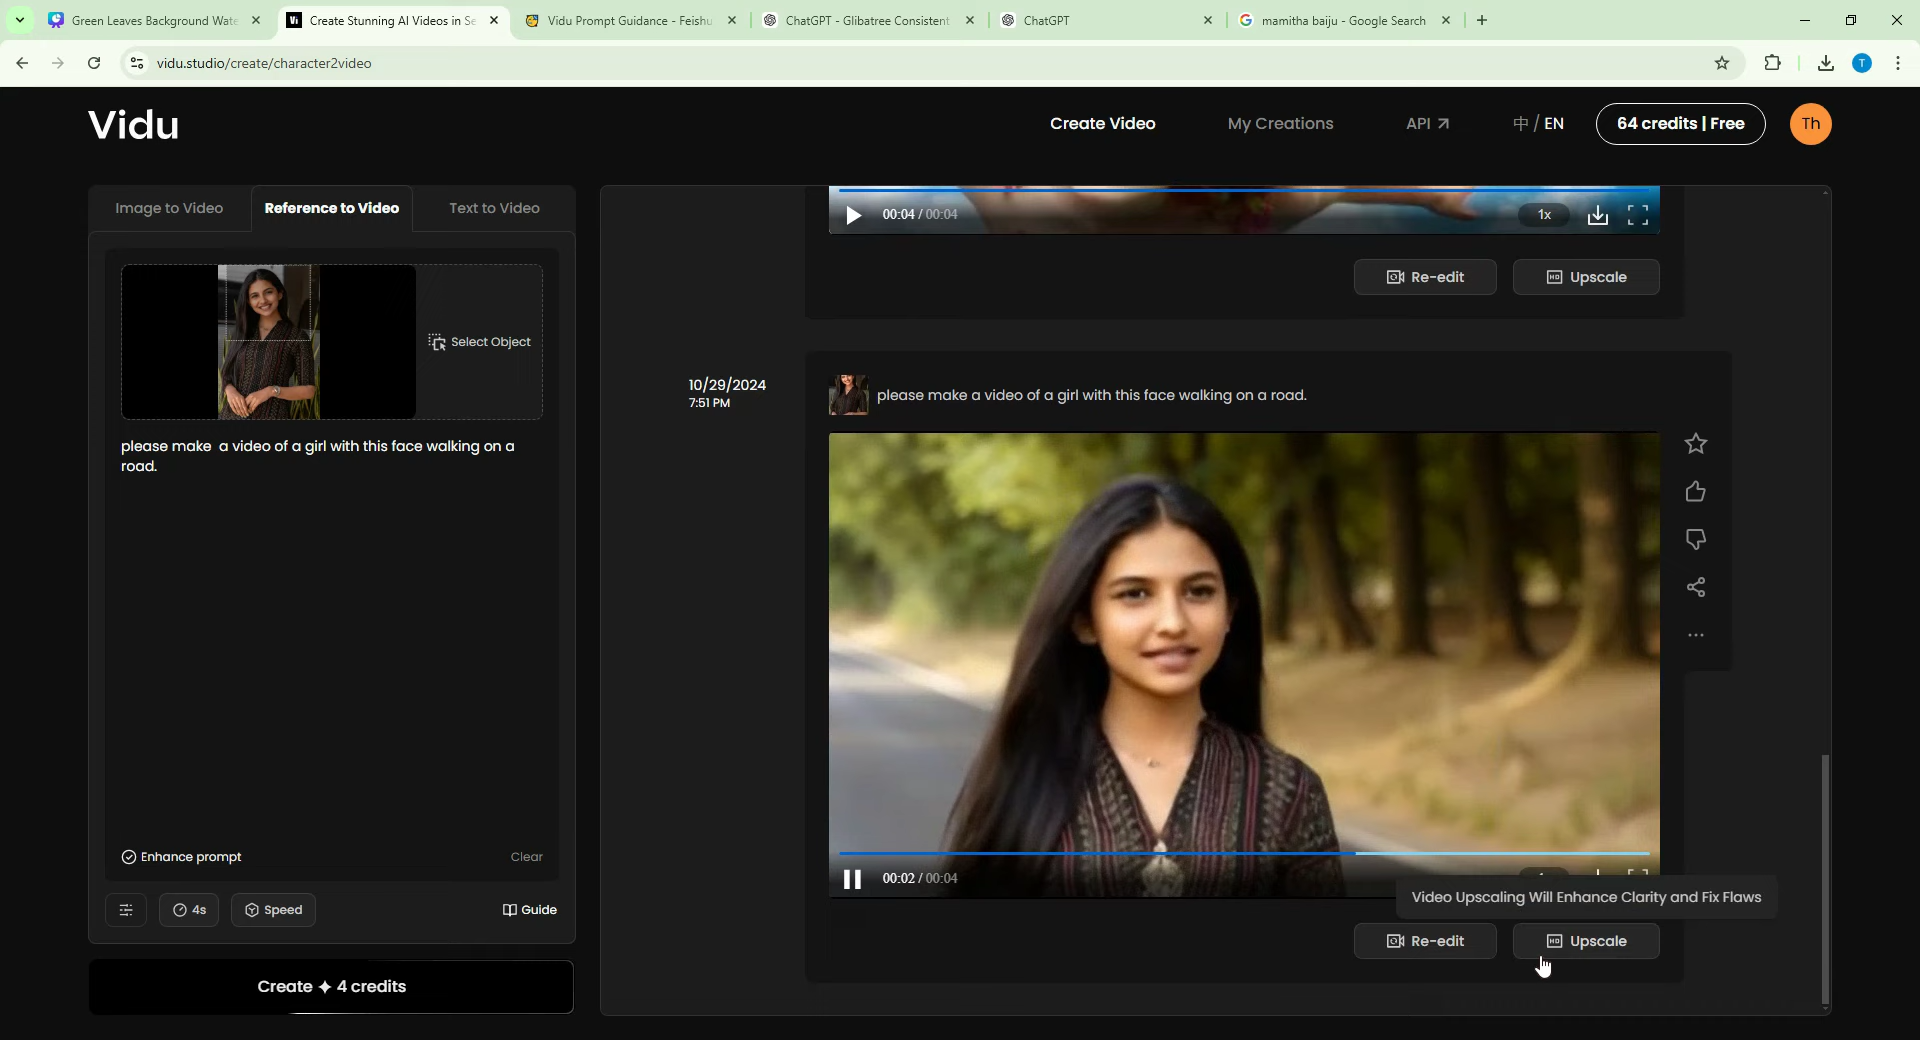 Green Leaves Background Wate
Create Stunning AI Videos in Se
Vidu Prompt Guidance - Feishu
ChatGPT - Glibatree Consistent
ChatGPT
mamitha baiju - Google Search
vidu.studio/create/character2video
T
Vidu
Create Video
My Creations
API
中 / EN
64 credits | Free
Th
Image to Video
Reference to Video
Text to Video
Select Object
please make a video of a girl with this face walking on a
road.
Enhance prompt
Clear
4s
Speed
Guide
Create ✦ 4 credits
00:04 / 00:04
1x
Re-edit
HD Upscale
10/29/2024
7:51 PM
please make a video of a girl with this face walking on a road.
00:02 / 00:04
Video Upscaling Will Enhance Clarity and Fix Flaws
Re-edit
HD Upscale